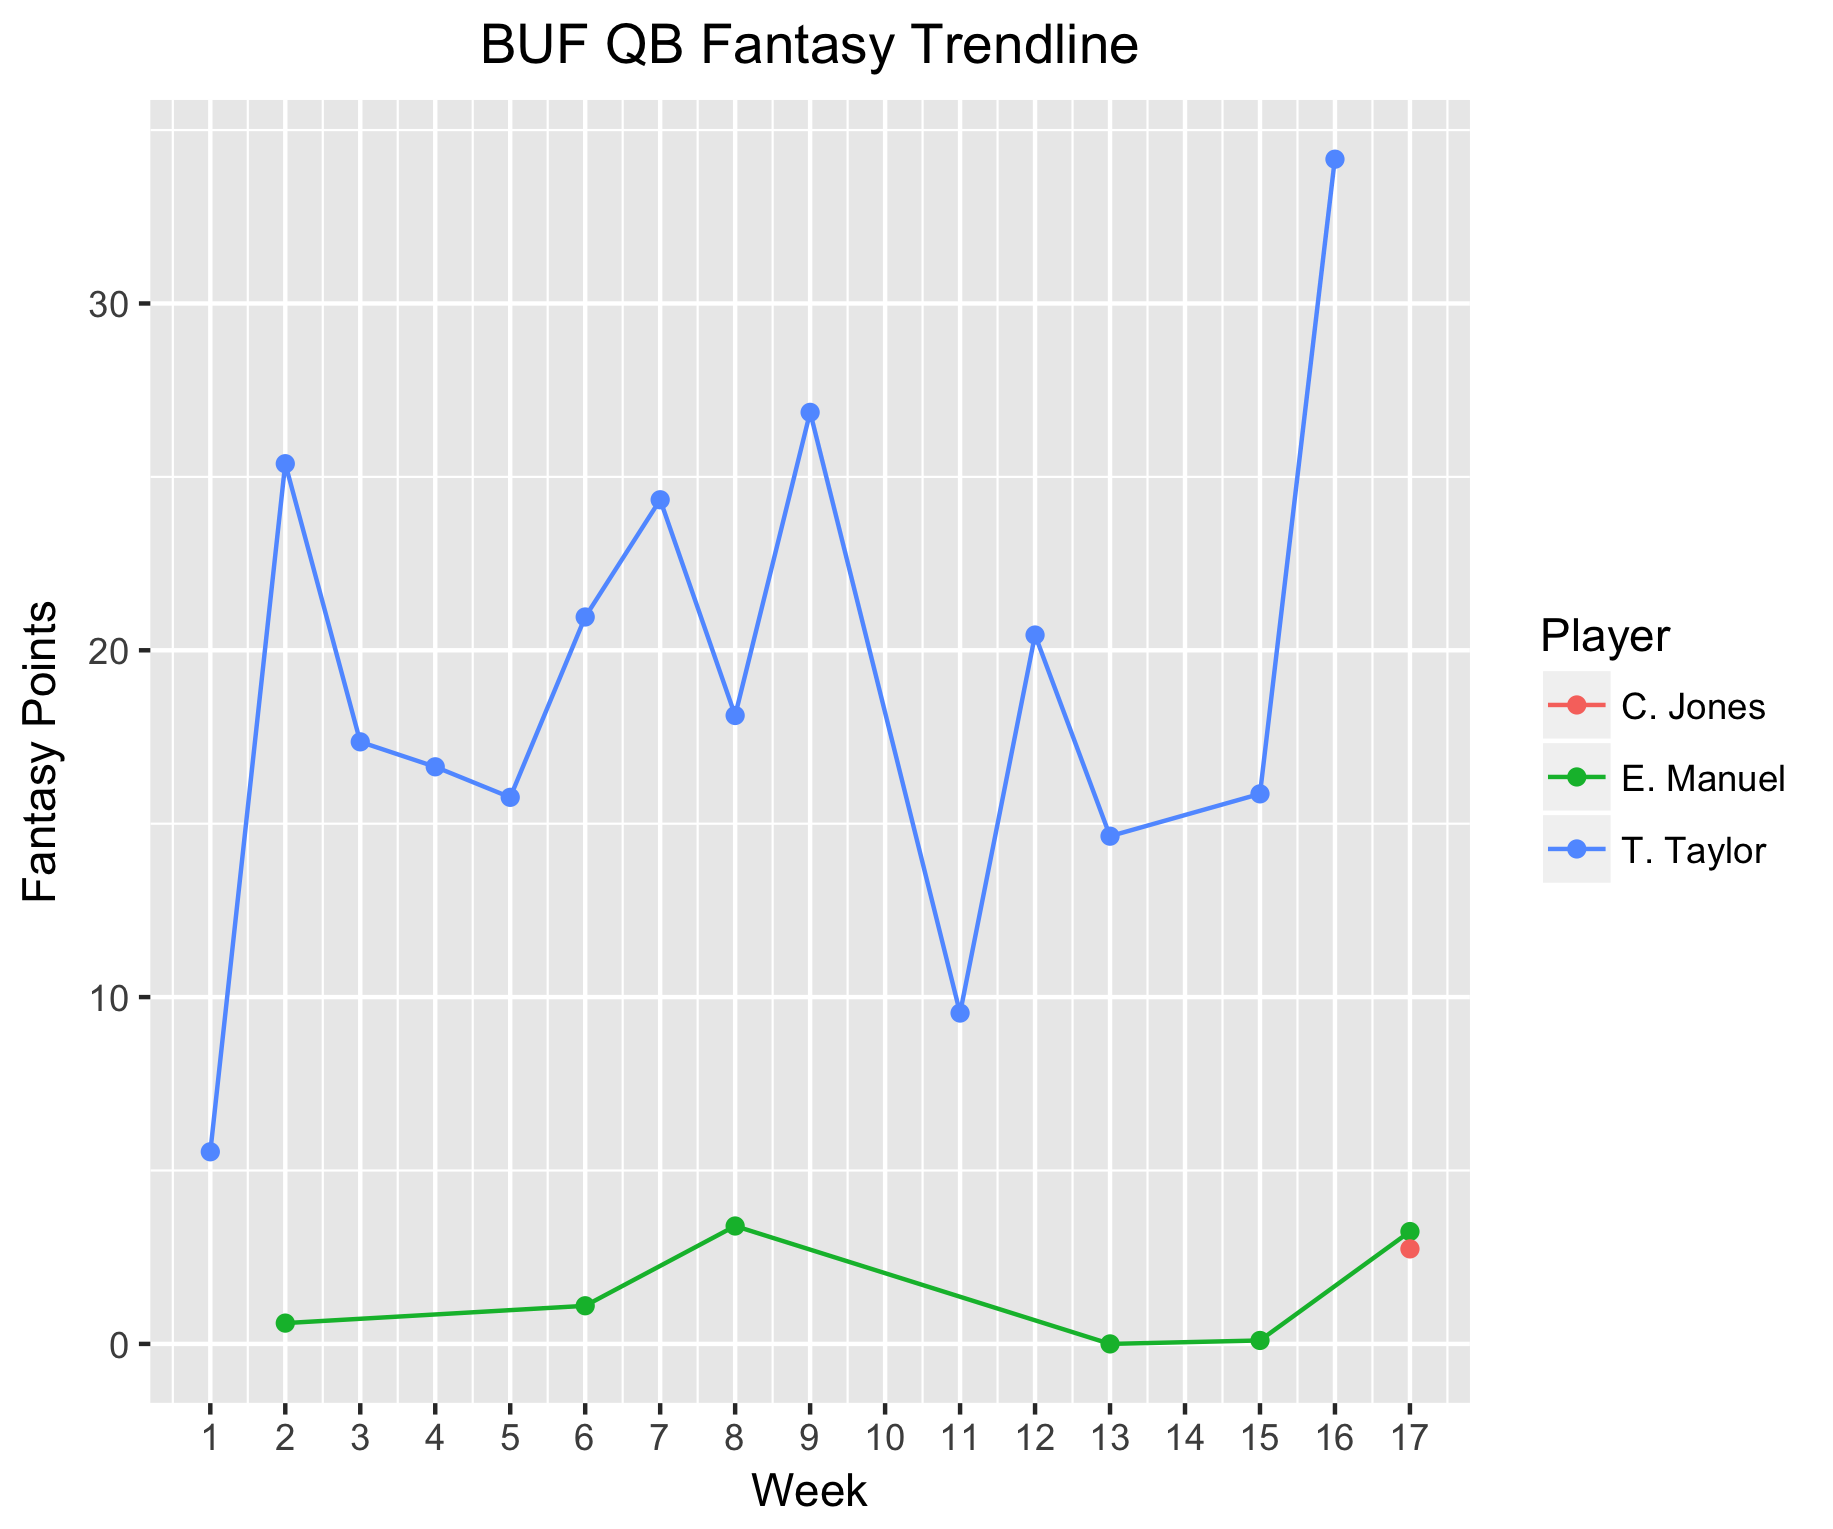 BUF QB Fantasy Trendline
Fantasy Points
30
20
10
0
1 2 3 4 5 6 7 8 9 10 11 12 13 14 15 16 17
Week
Player
C. Jones
E. Manuel
T. Taylor